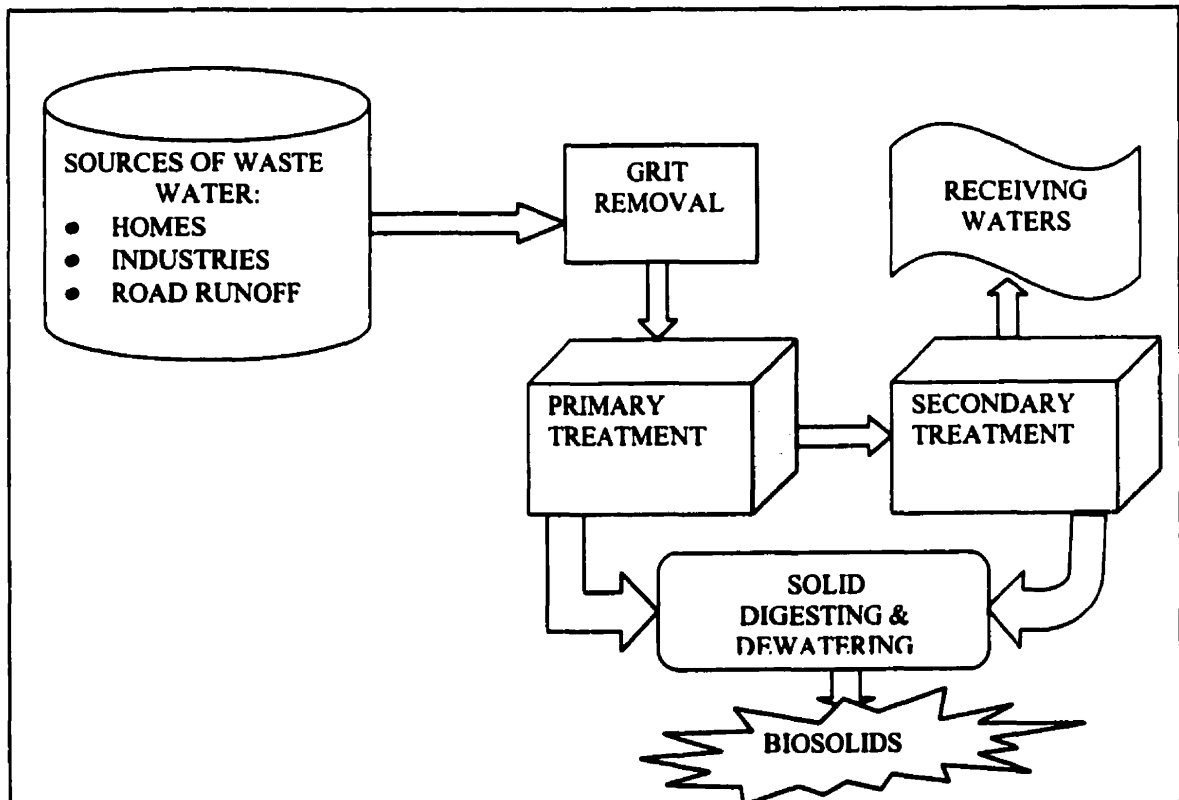 SOURCES OF WASTE
WATER:
● HOMES
● INDUSTRIES
● ROAD RUNOFF
GRIT
REMOVAL
RECEIVING
WATERS
PRIMARY
TREATMENT
SECONDARY
TREATMENT
SOLID
DIGESTING &
DEWATERING
BIOSOLIDS